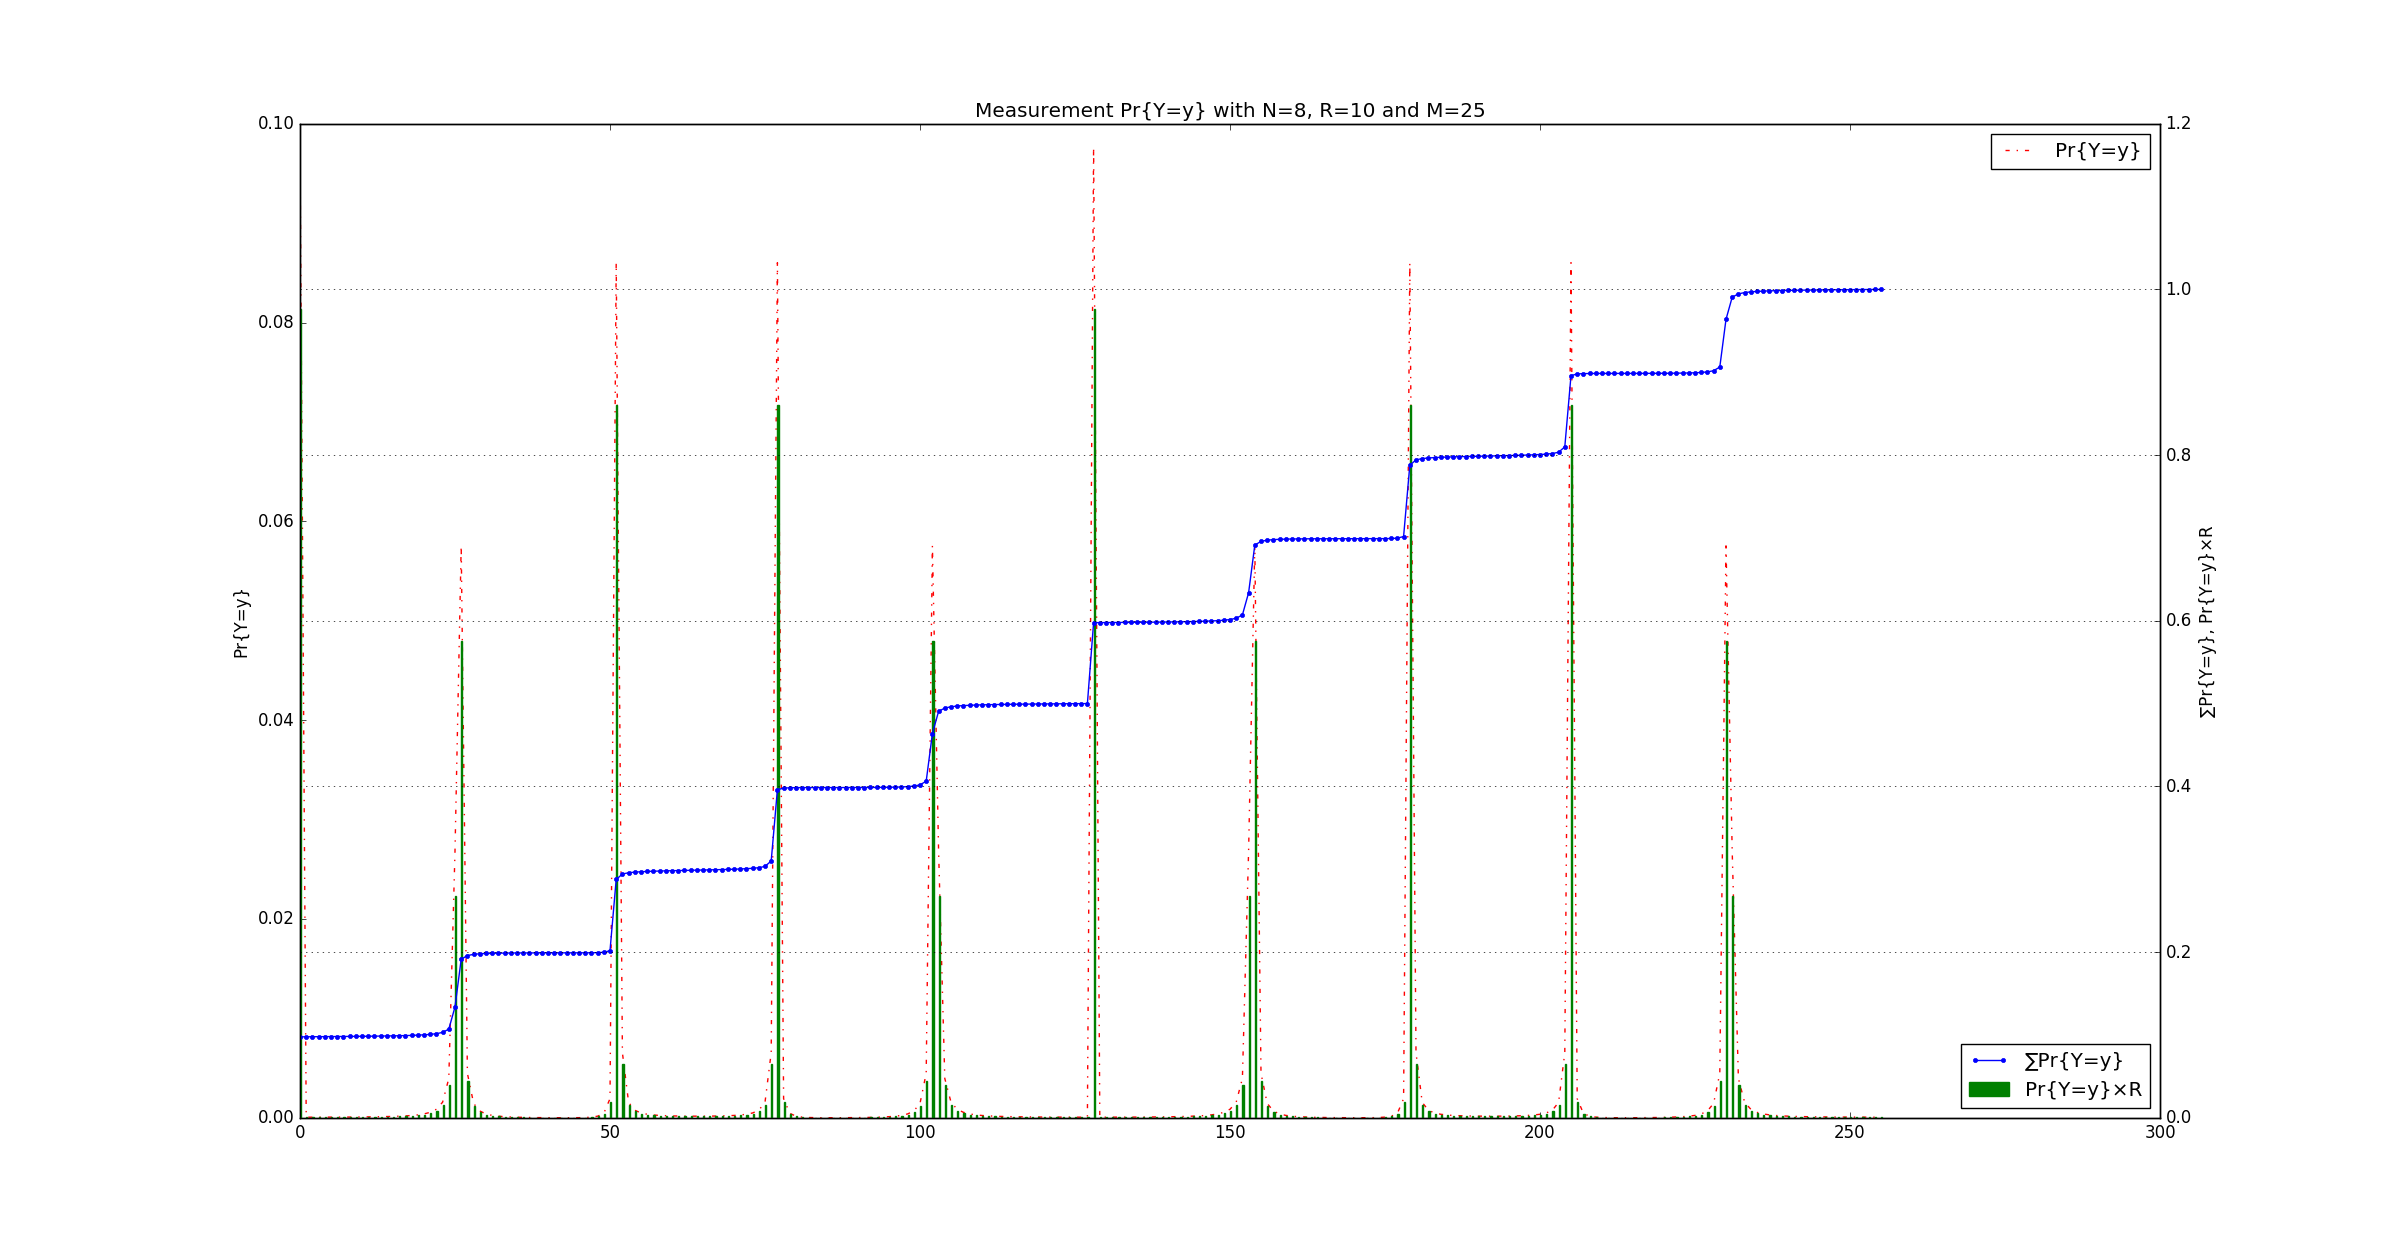 Measurement Pr{Y=y} with N=8, R=10 and M=25
0.10
0.08
0.06
0.04
0.02
0.00
Pr{Y=y}
1.2
1.0
0.8
0.6
0.4
0.2
0.0
∑Pr{Y=y}, Pr{Y=y}×R
Pr{Y=y}
∑Pr{Y=y}
Pr{Y=y}×R
0 50 100 150 200 250 300